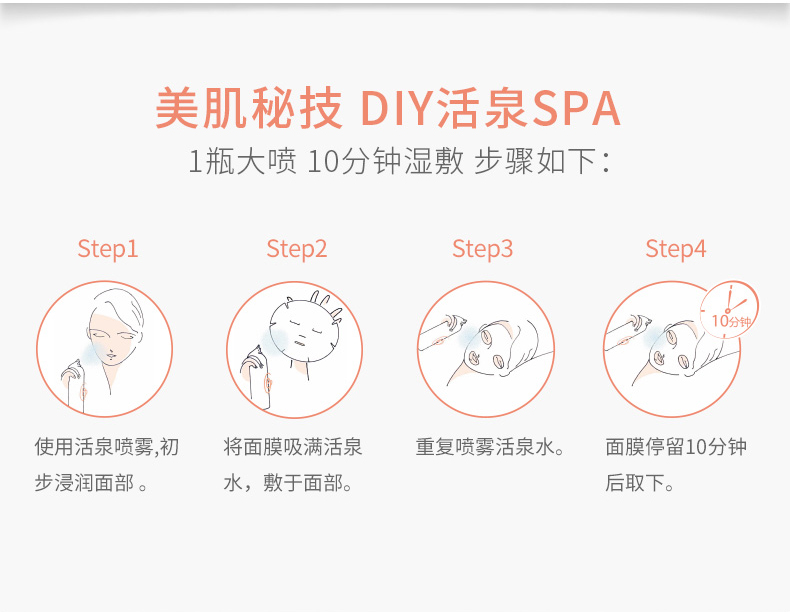 美肌秘技 DIY活泉SPA
1瓶大喷 10分钟湿敷 步骤如下：
Step1
Step2
Step3
Step4
10分钟
使用活泉喷雾,初
步浸润面部 。
将面膜吸满活泉
水，敷于面部。
重复喷雾活泉水。
面膜停留10分钟
后取下。